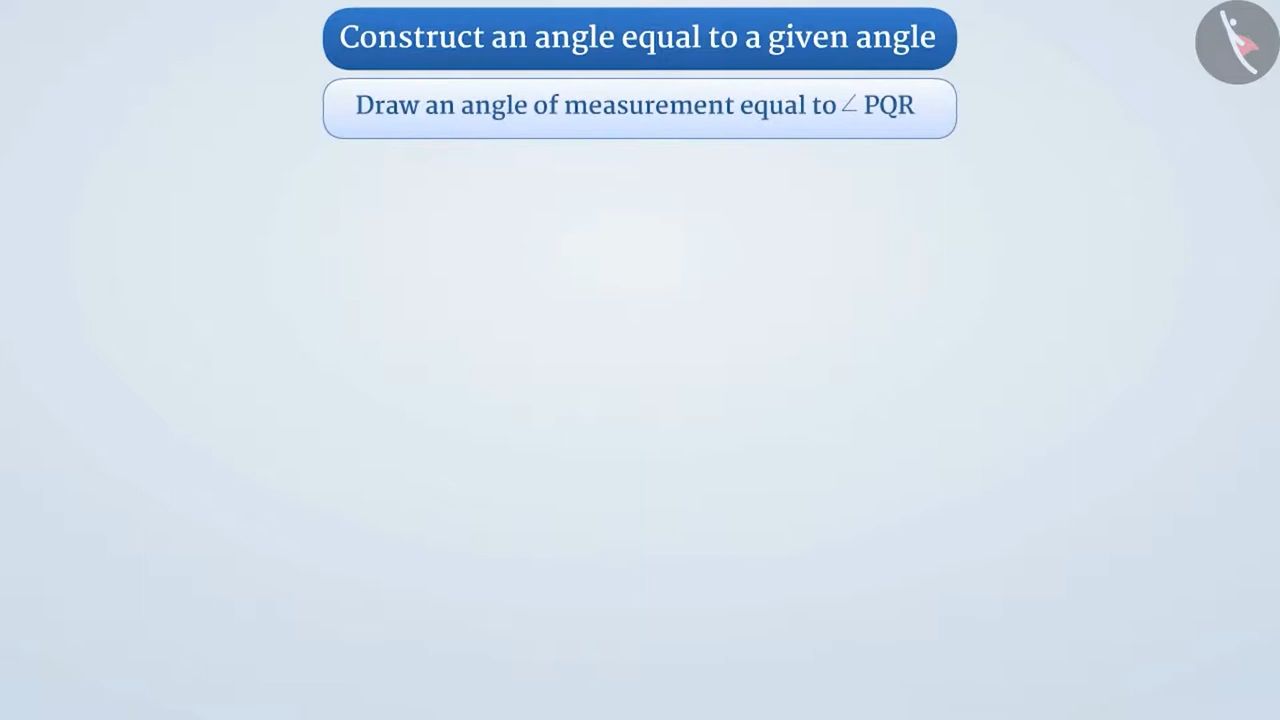 Construct an angle equal to a given angle
Draw an angle of measurement equal to ∠ PQR